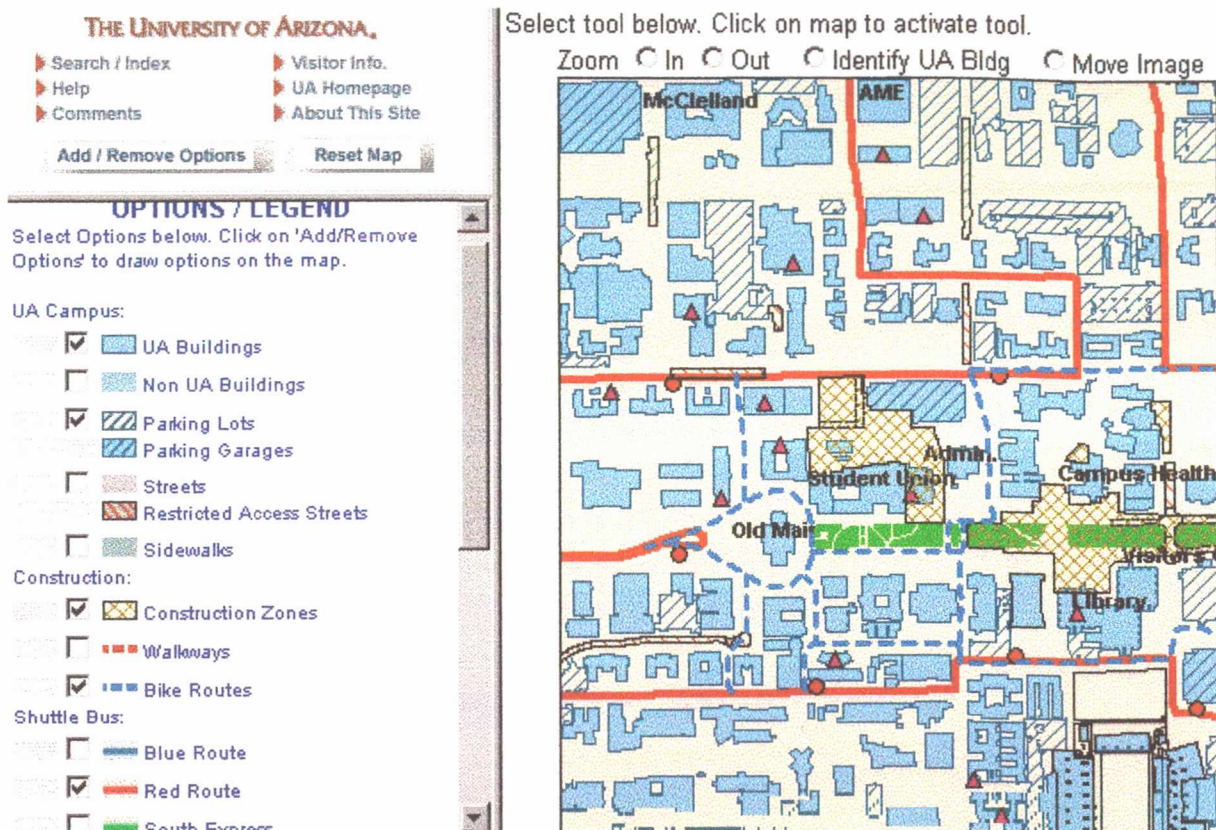 THE UNIVERSITY OF ARIZONA®
Search / Index
Visitor Info.
Help
UA Homepage
Comments
About This Site
Add / Remove Options
Reset Map
OPTIONS / LEGEND
Select Options below. Click on 'Add/Remove
Options' to draw options on the map.
UA Campus:
UA Buildings
Non UA Buildings
Parking Lots
Parking Garages
Streets
Restricted Access Streets
Sidewalks
Construction:
Construction Zones
Walkways
Bike Routes
Shuttle Bus:
Blue Route
Red Route
South Express
Select tool below. Click on map to activate tool.
Zoom In Out Identify UA Bldg Move Image
McClelland
AME
Admin.
Student Union
Campus Health
Old Main
Visitors
Library